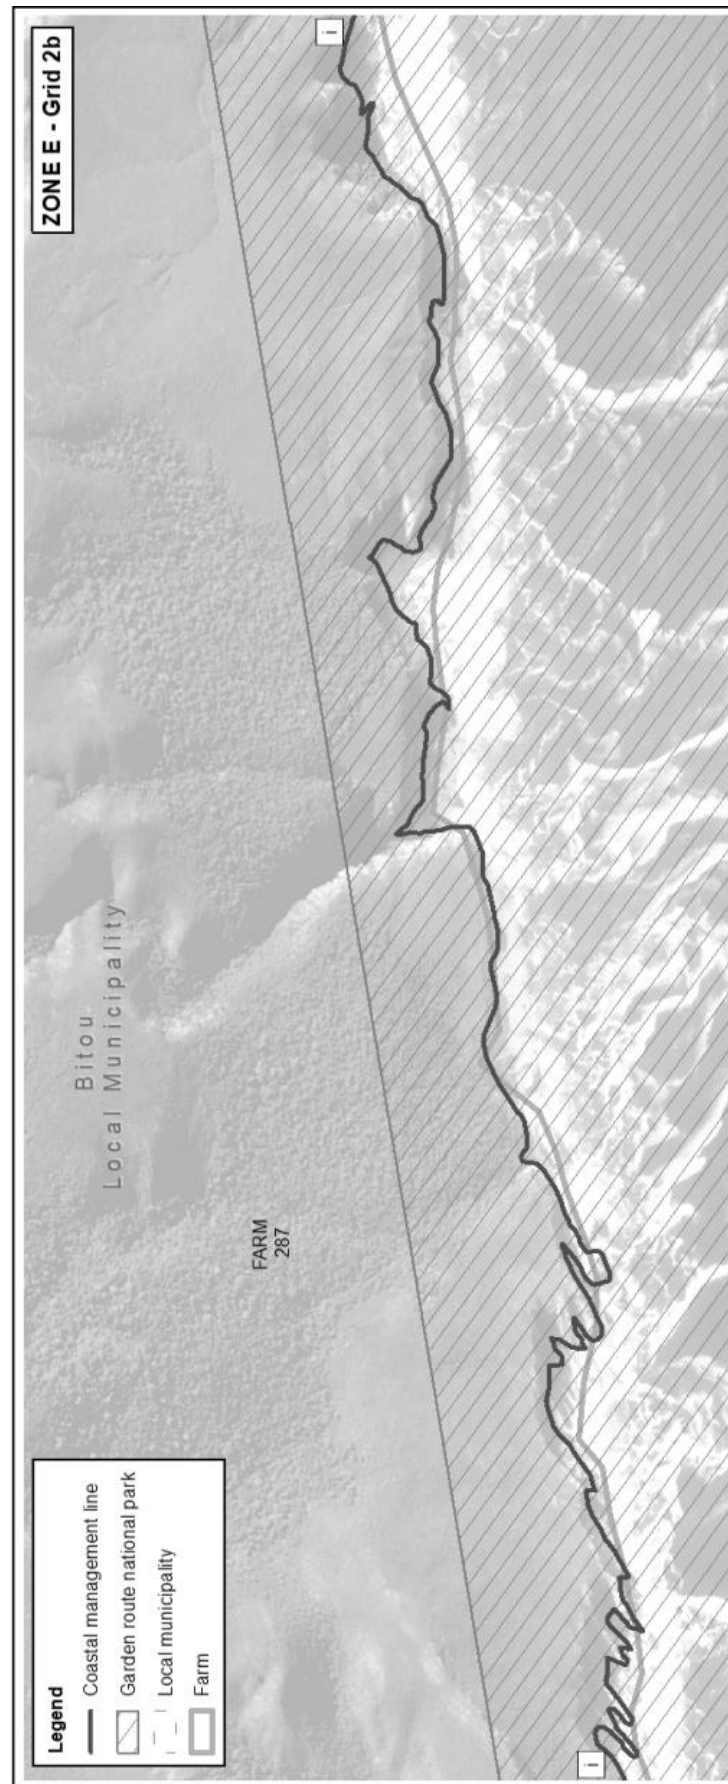 ZONE E - Grid 2b
Bitou
Local Municipality
FARM
287
Legend
Coastal management line
Garden route national park
Local municipality
Farm
i
i